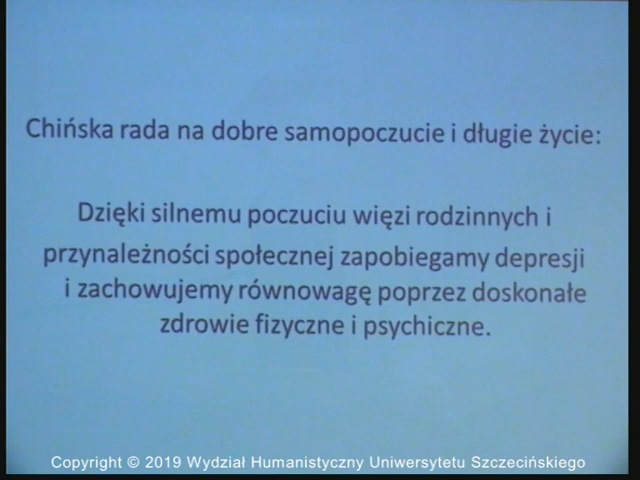 Chińska rada na dobre samopoczucie i długie życie:
Dzięki silnemu poczuciu więzi rodzinnych i
przynależności społecznej zapobiegamy depresji
i zachowujemy równowagę poprzez doskonałe
zdrowie fizyczne i psychiczne.
Copyright © 2019 Wydział Humanistyczny Uniwersytetu Szczecińskiego